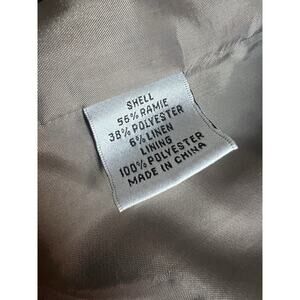 SHELL
56% RAMIE
38% POLYESTER
6% LINEN
LINING
100% POLYESTER
MADE IN CHINA